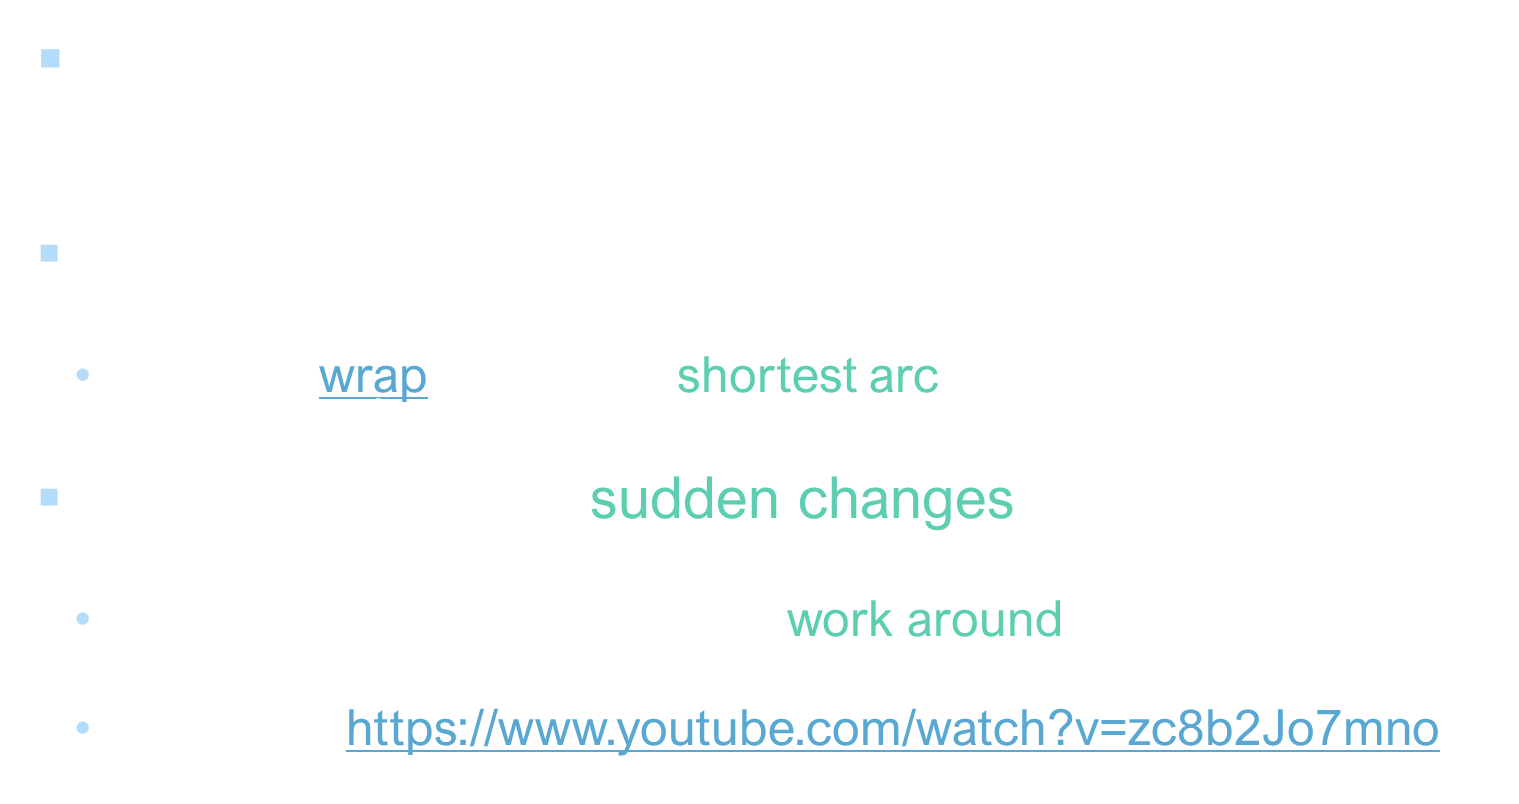 wrap shortest arc
sudden changes
work around
https://www.youtube.com/watch?v=zc8b2Jo7mno